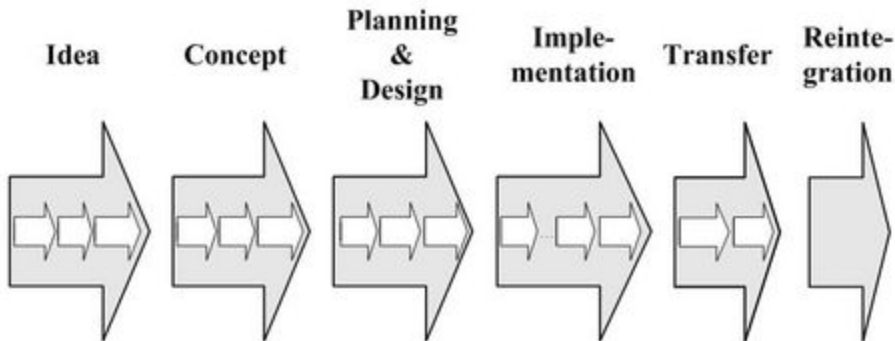 Idea
Concept
Planning
&
Design
Imple-
mentation
Transfer
Reinte-
gration